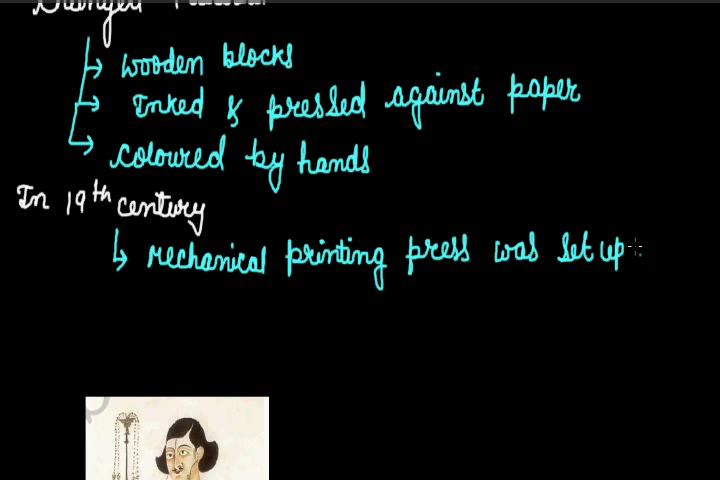 wooden blocks
Inked & pressed against paper
coloured by hands
In 19th century
Mechanical printing press was set up